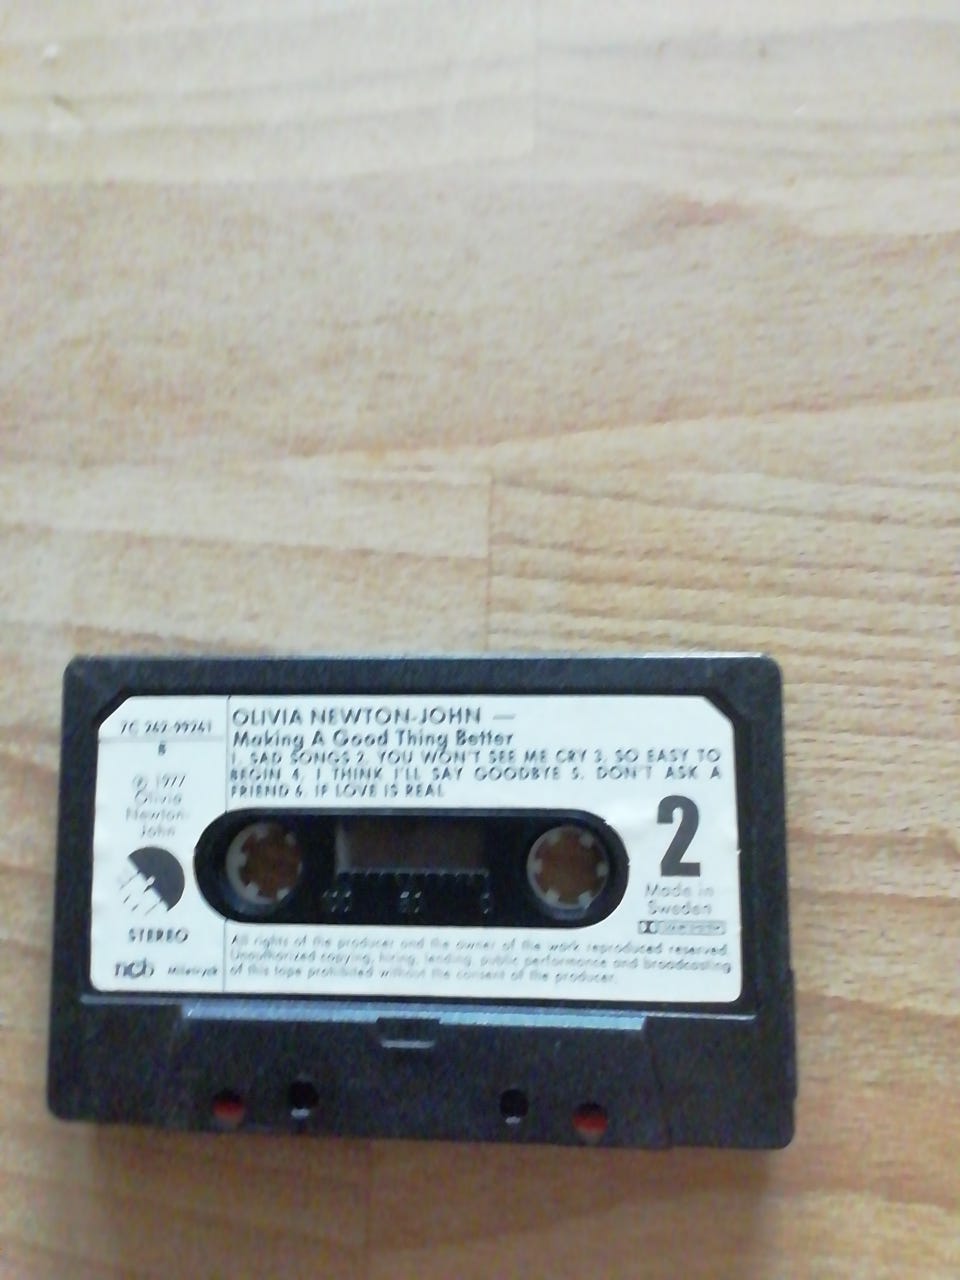 7C 262-99261
B
℗ 1977
Olivia
Newton-
John
STEREO
ncb
OLIVIA NEWTON-JOHN —
Making A Good Thing Better
1. SAD SONGS 2. YOU WON'T SEE ME CRY 3. SO EASY TO
BEGIN 4. I THINK I'LL SAY GOODBYE 5. DON'T ASK A
FRIEND 6. IF LOVE IS REAL
2
Made in
Sweden
All rights of the producer and the owner of the work reproduced reserved.
Unauthorized copying, hiring, lending, public performance and broadcasting
of this tape prohibited without the consent of the producer.